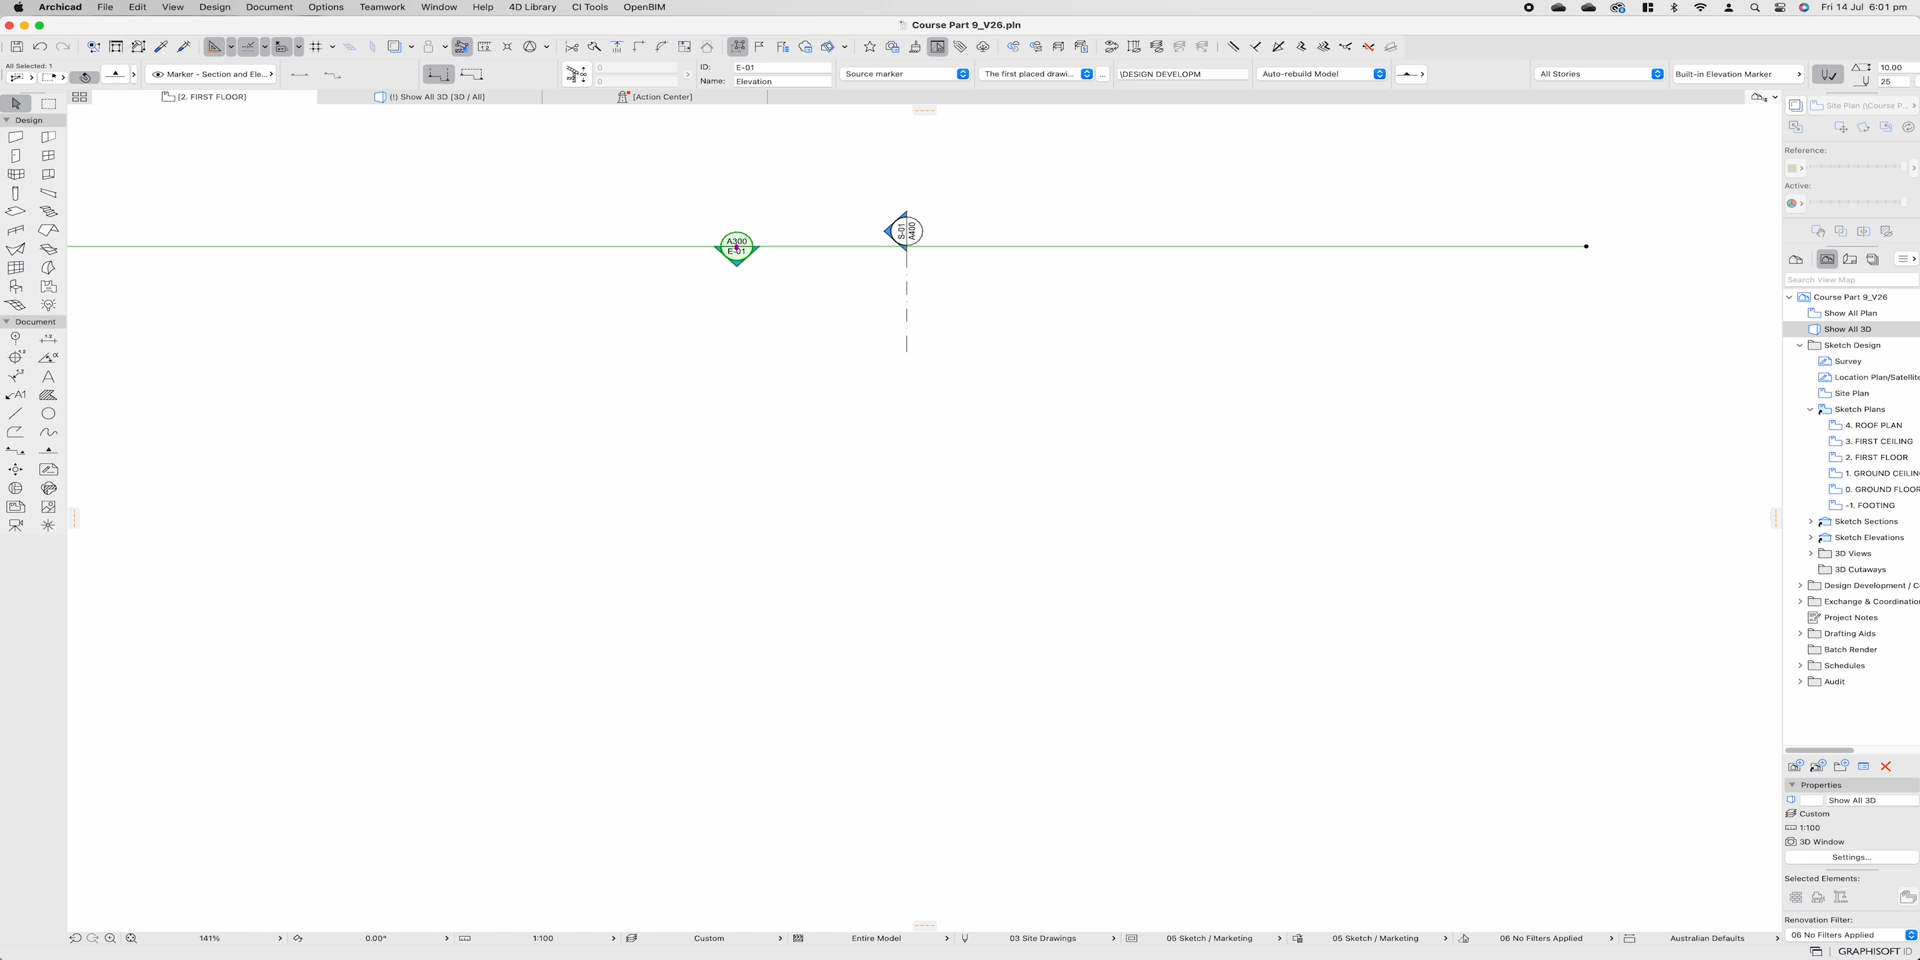 Archicad File Edit View Design Document Options Teamwork Window Help 4D Library CI Tools OpenBIM
Fri 14 Jul 6:01 pm
Course Part 9_V26.pln
All Selected: 1
Marker - Section and Ele...
0
0
ID: E-01
Name: Elevation
Source marker
The first placed drawi...
...
\DESIGN DEVELOPM
Auto-rebuild Model
All Stories
Built-in Elevation Marker
10.00
25
[2. FIRST FLOOR]
(!) Show All 3D [3D / All]
[Action Center]
Design
Document
A1
A300
E-01
S-01
A400
Site Plan (\Course P...
Reference:
Active:
Search View Map
Course Part 9_V26
Show All Plan
Show All 3D
Sketch Design
Survey
Location Plan/Satellite
Site Plan
Sketch Plans
4. ROOF PLAN
3. FIRST CEILING
2. FIRST FLOOR
1. GROUND CEILIN
0. GROUND FLOOR
-1. FOOTING
Sketch Sections
Sketch Elevations
3D Views
3D Cutaways
Design Development / C
Exchange & Coordination
Project Notes
Drafting Aids
Batch Render
Schedules
Audit
Properties
Show All 3D
Custom
1:100
3D Window
Settings...
Selected Elements:
Renovation Filter:
06 No Filters Applied
141%
0.00°
1:100
Custom
Entire Model
03 Site Drawings
05 Sketch / Marketing
05 Sketch / Marketing
06 No Filters Applied
Australian Defaults
GRAPHISOFT ID